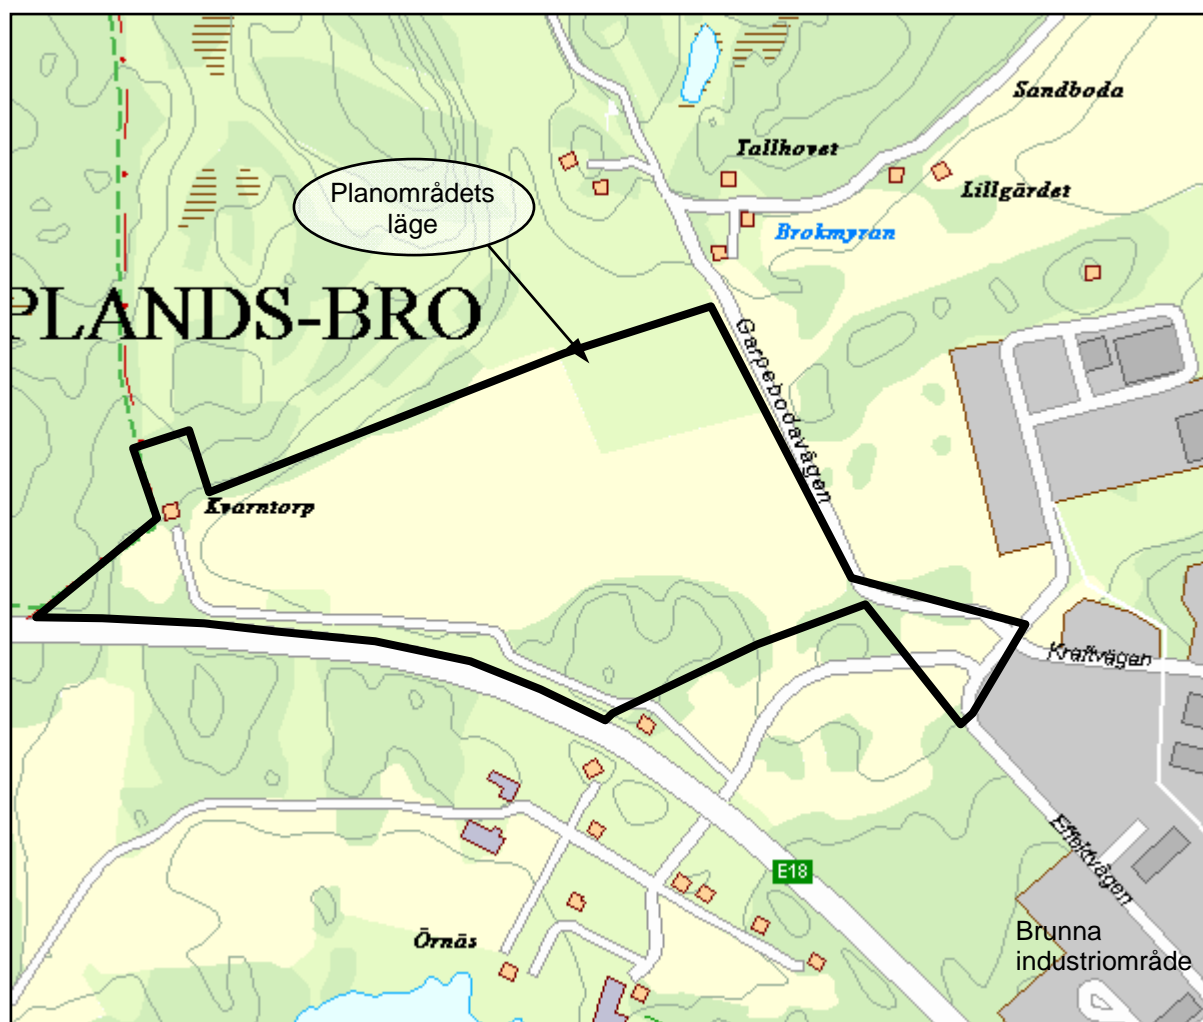 Sandboda
Tallhovet
Lillgärdet
Planområdets
läge
Brokmyran
PLANDS-BRO
Garpebodavägen
Kvarntorp
Kraftvägen
Effektvägen
E18
Örnäs
Brunna
industriområde